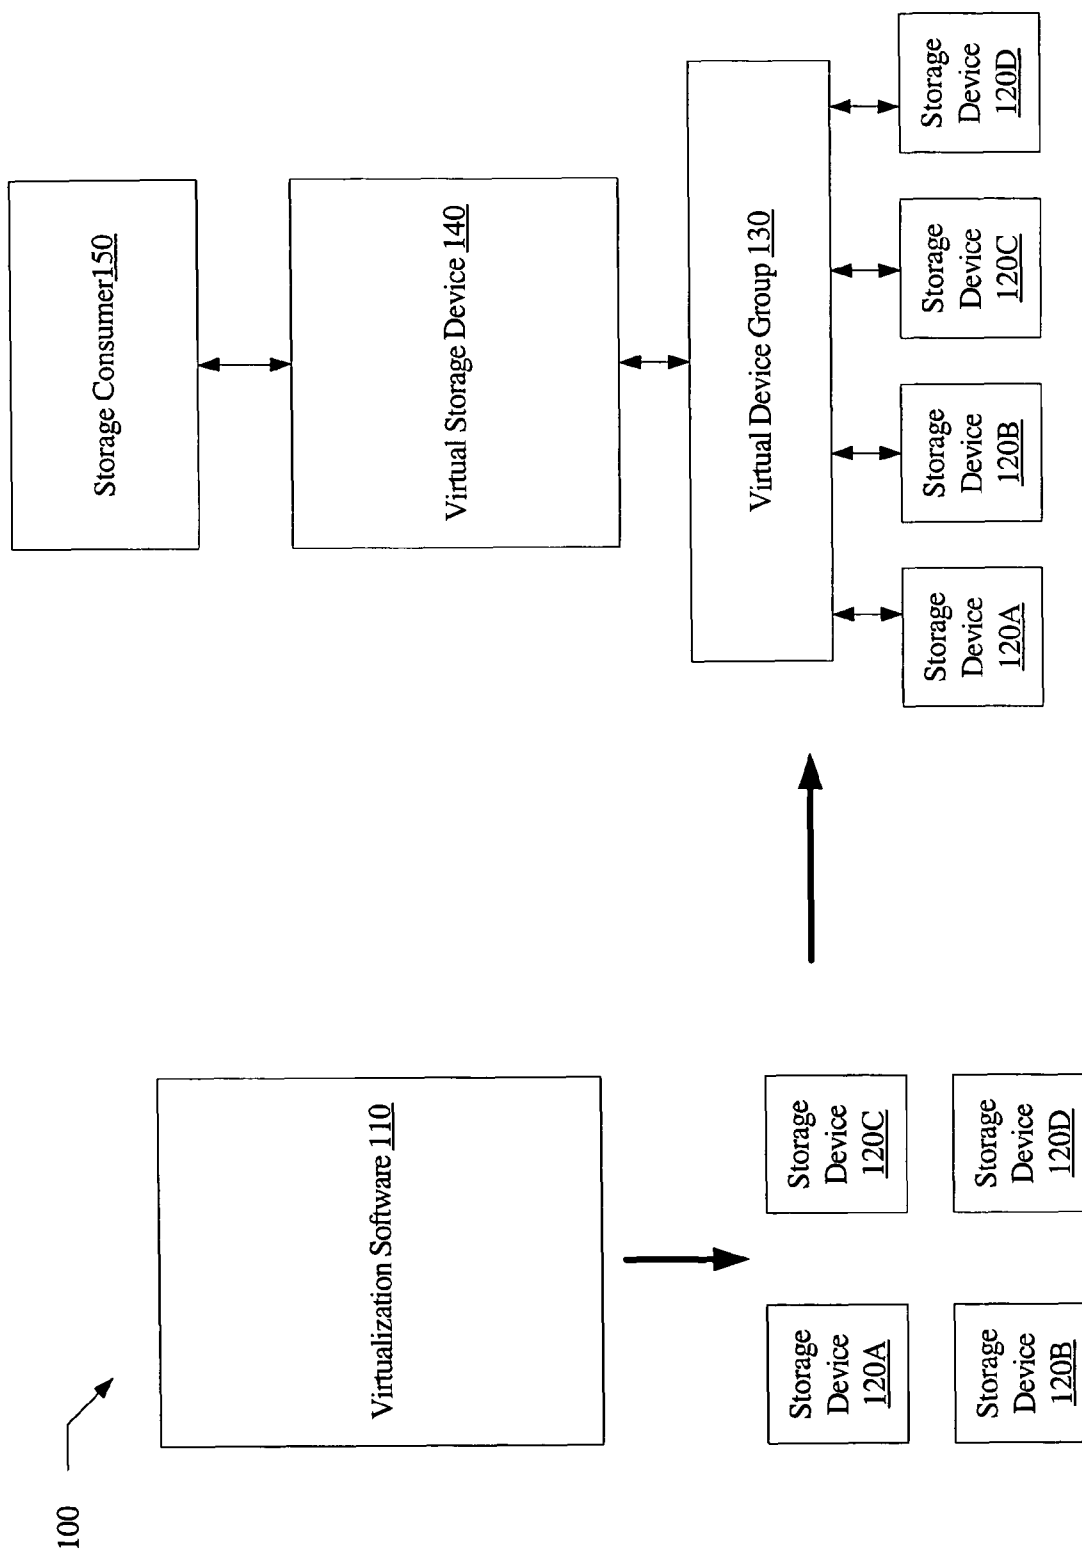 100
Virtualization Software 110
Storage
Device
120A
Storage
Device
120C
Storage
Device
120B
Storage
Device
120D
Storage Consumer150
Virtual Storage Device 140
Virtual Device Group 130
Storage
Device
120A
Storage
Device
120B
Storage
Device
120C
Storage
Device
120D